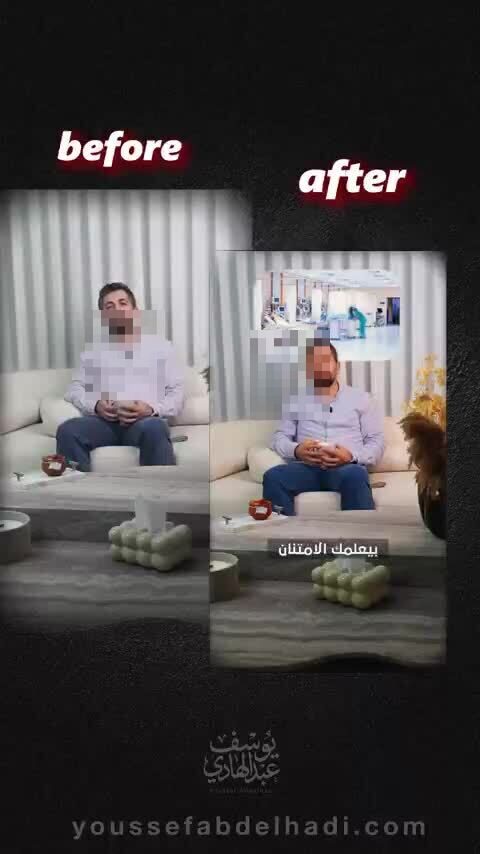 before
after
بيعلمك الامتنان
يوسف
عبدالهادي
youssefabdelhadi.com